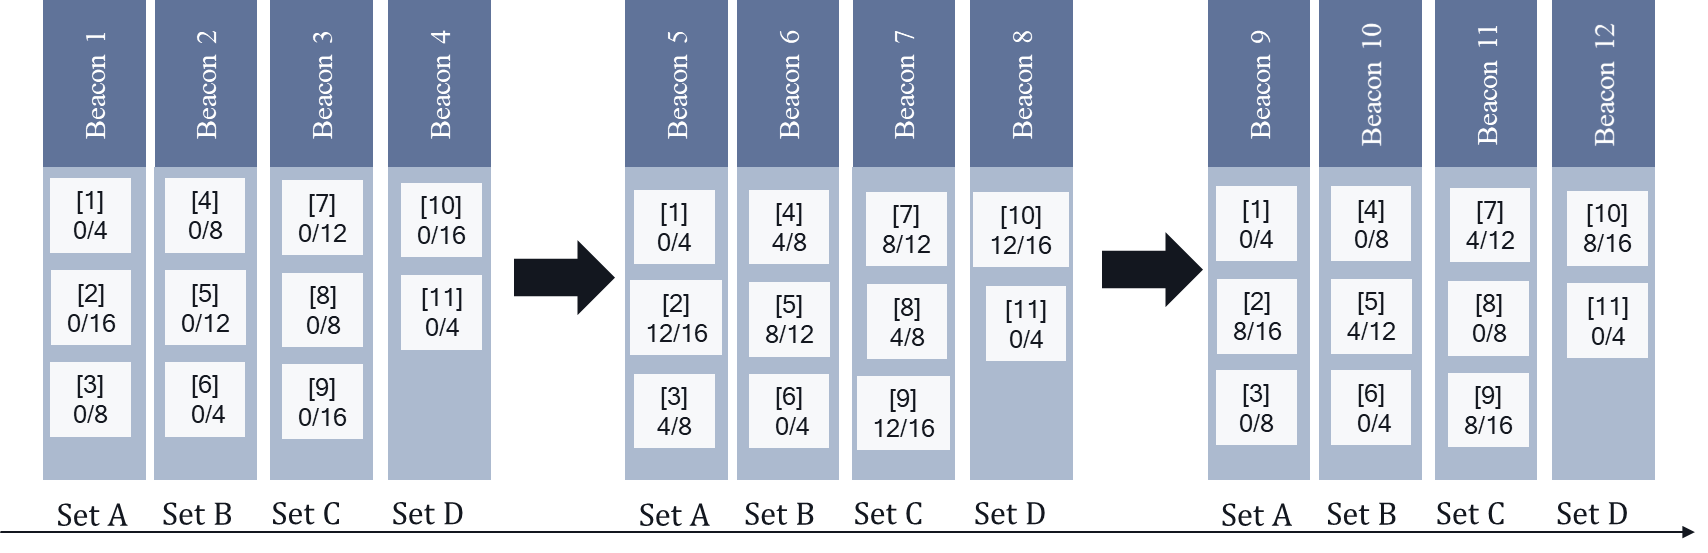 Beacon 1
[1]
0/4
[2]
0/16
[3]
0/8
Set A
Beacon 2
[4]
0/8
[5]
0/12
[6]
0/4
Set B
Beacon 3
[7]
0/12
[8]
0/8
[9]
0/16
Set C
Beacon 4
[10]
0/16
[11]
0/4
Set D
Beacon 5
[1]
0/4
[2]
12/16
[3]
4/8
Set A
Beacon 6
[4]
4/8
[5]
8/12
[6]
0/4
Set B
Beacon 7
[7]
8/12
[8]
4/8
[9]
12/16
Set C
Beacon 8
[10]
12/16
[11]
0/4
Set D
Beacon 9
[1]
0/4
[2]
8/16
[3]
0/8
Set A
Beacon 10
[4]
0/8
[5]
4/12
[6]
0/4
Set B
Beacon 11
[7]
4/12
[8]
0/8
[9]
8/16
Set C
Beacon 12
[10]
8/16
[11]
0/4
Set D